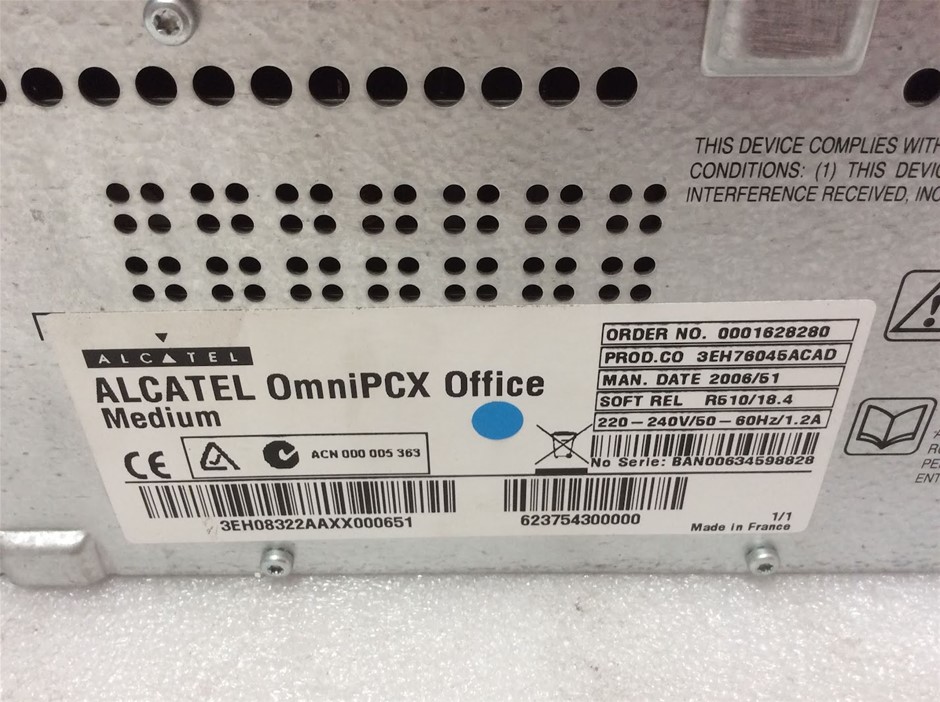 THIS DEVICE COMPLIES WITH
CONDITIONS: (1) THIS
INTERFERENCE RECEIVED,
ALCATEL
ALCATEL OmniPCX Office
Medium
CE
ACN 000 005 363
3EH08322AAXX000651
ORDER NO. 0001628280
PROD.CO 3EH76045ACAD
MAN. DATE 2006/51
SOFT REL R510/18.4
220-240V/50-60Hz/1.2A
No Serie: BAN00634598828
623754300000
1/1
Made in France